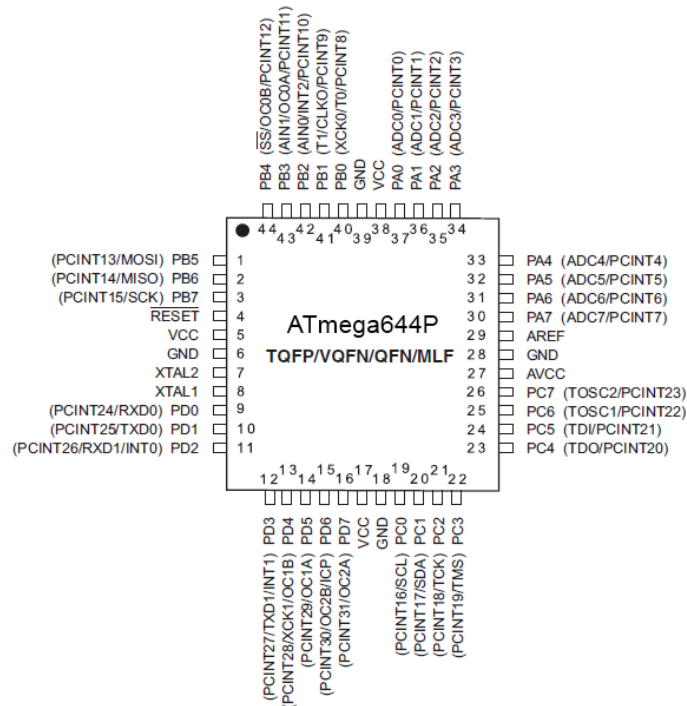 PB4 (SS/OC0B/PCINT12)
PB3 (AIN1/OC0A/PCINT11)
PB2 (AIN0/INT2/PCINT10)
PB1 (T1/CLKO/PCINT9)
PB0 (XCK0/T0/PCINT8)
GND
VCC
PA0 (ADC0/PCINT0)
PA1 (ADC1/PCINT1)
PA2 (ADC2/PCINT2)
PA3 (ADC3/PCINT3)
44 43 42 41 40 39 38 37 36 35 34
(PCINT13/MOSI) PB5 1
(PCINT14/MISO) PB6 2
(PCINT15/SCK) PB7 3
RESET 4
VCC 5
GND 6
XTAL2 7
XTAL1 8
(PCINT24/RXD0) PD0 9
(PCINT25/TXD0) PD1 10
(PCINT26/RXD1/INT0) PD2 11
ATmega644P
TQFP/VQFN/QFN/MLF
33 PA4 (ADC4/PCINT4)
32 PA5 (ADC5/PCINT5)
31 PA6 (ADC6/PCINT6)
30 PA7 (ADC7/PCINT7)
29 AREF
28 GND
27 AVCC
26 PC7 (TOSC2/PCINT23)
25 PC6 (TOSC1/PCINT22)
24 PC5 (TDI/PCINT21)
23 PC4 (TDO/PCINT20)
12 13 14 15 16 17 18 19 20 21 22
(PCINT27/TXD1/INT1) PD3
(PCINT28/XCK1/OC1B) PD4
(PCINT29/OC1A) PD5
(PCINT30/OC2B/ICP) PD6
(PCINT31/OC2A) PD7
VCC
GND
(PCINT16/SCL) PC0
(PCINT17/SDA) PC1
(PCINT18/TCK) PC2
(PCINT19/TMS) PC3